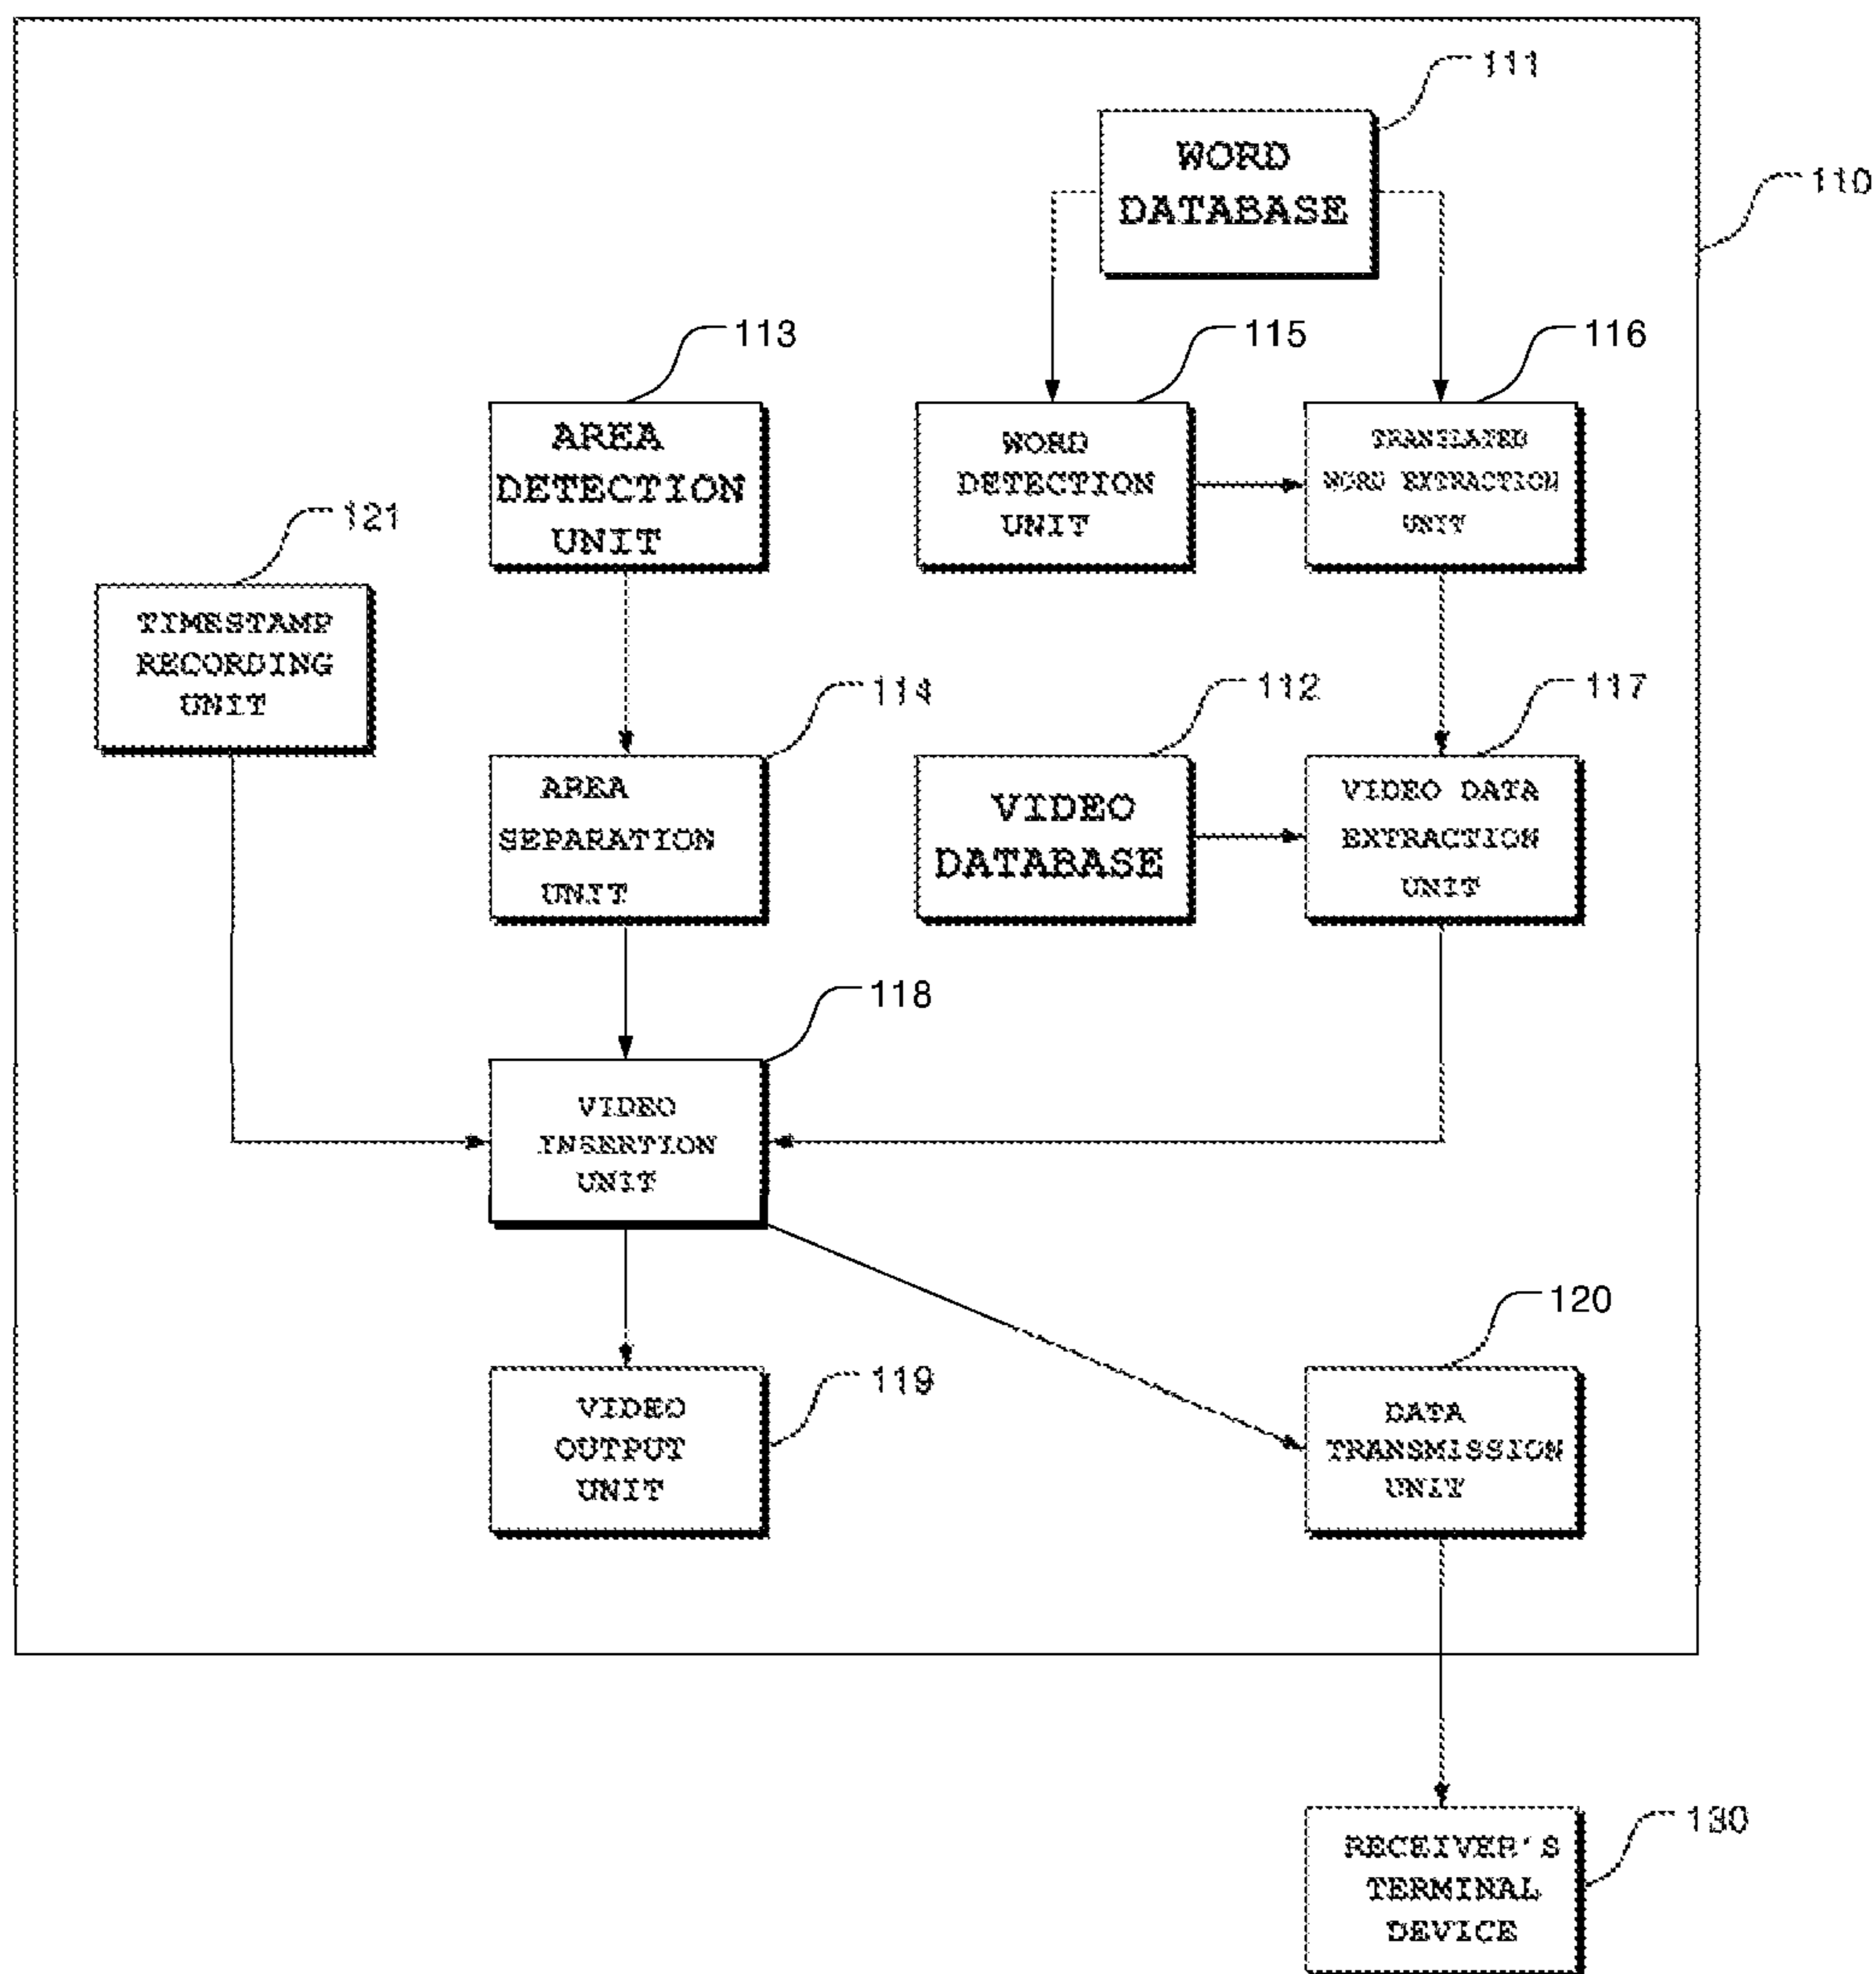 111
WORD
DATABASE
110
113
115
116
AREA
DETECTION
UNIT
WORD
DETECTION
UNIT
TRANSLATED
WORD EXTRACTION
UNIT
121
TIMESTAMP
RECORDING
UNIT
114
112
117
AREA
SEPARATION
UNIT
VIDEO
DATABASE
VIDEO DATA
EXTRACTION
UNIT
118
VIDEO
INSERTION
UNIT
120
119
VIDEO
OUTPUT
UNIT
DATA
TRANSMISSION
UNIT
130
RECEIVER'S
TERMINAL
DEVICE